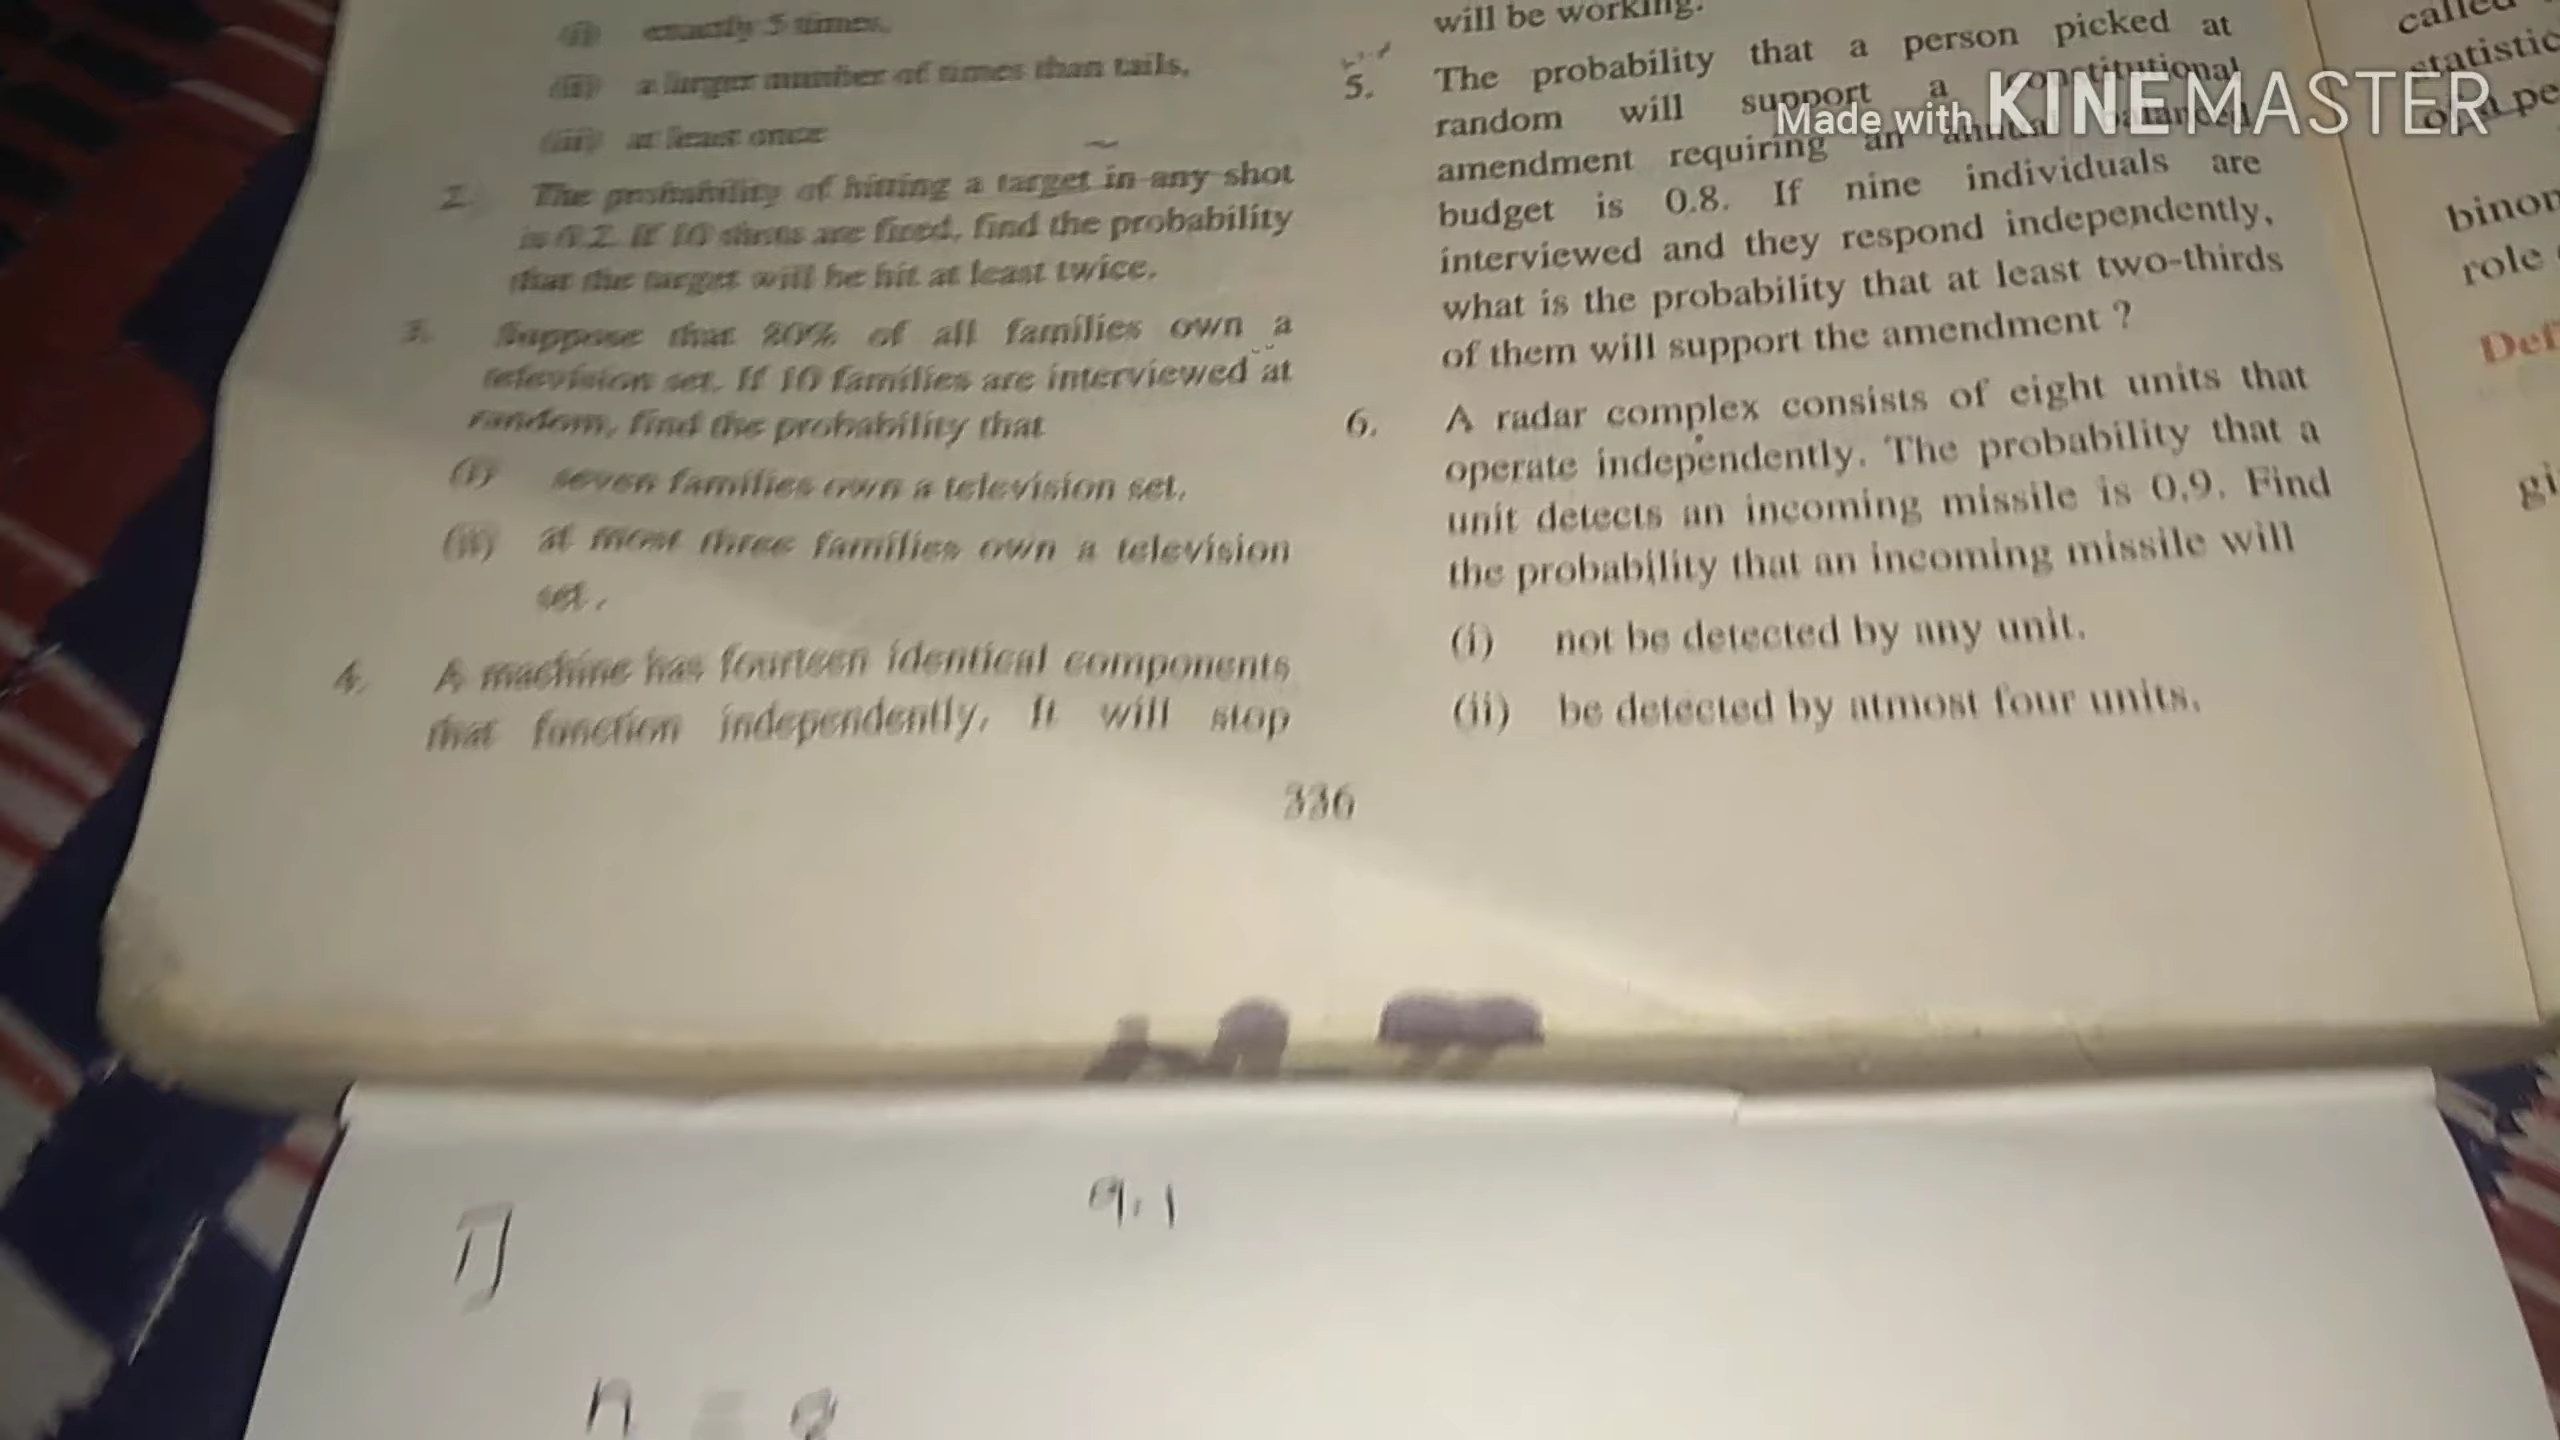 (i) exactly 5 times.
(ii) a larger number of times than tails.
(iii) at least once
2. The probability of hitting a target in any shot
is 0.2. If 10 shots are fired, find the probability
that the target will be hit at least twice.
3. Suppose that 20% of all families own a
television set. If 10 families are interviewed at
random, find the probability that
(i) seven families own a television set.
(ii) at most three families own a television
set.
4. A machine has fourteen identical components
that function independently. It will stop
will be working.
5. The probability that a person picked at
random will support a constitutional
amendment requiring an annual balanced
budget is 0.8. If nine individuals are
interviewed and they respond independently,
what is the probability that at least two-thirds
of them will support the amendment ?
6. A radar complex consists of eight units that
operate independently. The probability that a
unit detects an incoming missile is 0.9. Find
the probability that an incoming missile will
(i) not be detected by any unit.
(ii) be detected by atmost four units.
336
Made with KINEMASTER
called
statistic
binom
role
Def
gi
9.1
n =